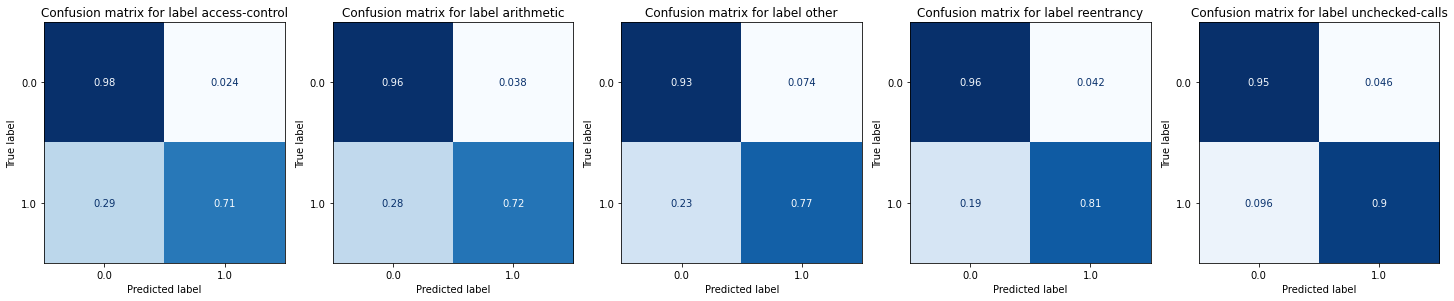 Confusion matrix for label access-control
True label
0.0
0.98
0.024
1.0
0.29
0.71
0.0
1.0
Predicted label
Confusion matrix for label arithmetic
True label
0.0
0.96
0.038
1.0
0.28
0.72
0.0
1.0
Predicted label
Confusion matrix for label other
True label
0.0
0.93
0.074
1.0
0.23
0.77
0.0
1.0
Predicted label
Confusion matrix for label reentrancy
True label
0.0
0.96
0.042
1.0
0.19
0.81
0.0
1.0
Predicted label
Confusion matrix for label unchecked-calls
True label
0.0
0.95
0.046
1.0
0.096
0.9
0.0
1.0
Predicted label